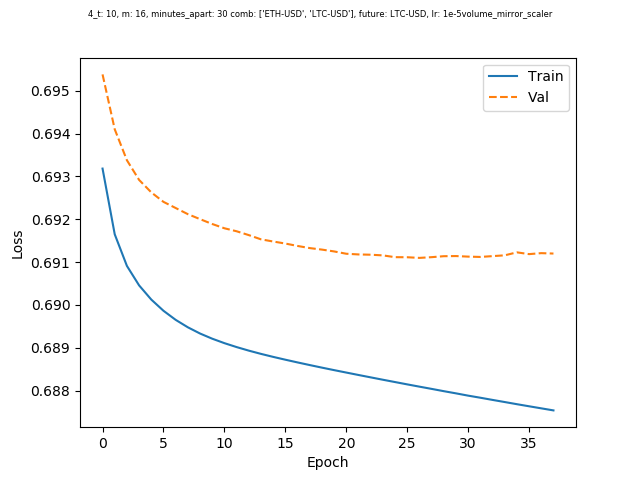 4_t: 10, m: 16, minutes_apart: 30 comb: ['ETH-USD', 'LTC-USD'], future: LTC-USD, lr: 1e-5volume_mirror_scaler
Train
Val
0.695
0.694
0.693
0.692
0.691
0.690
0.689
0.688
Loss
0 5 10 15 20 25 30 35
Epoch